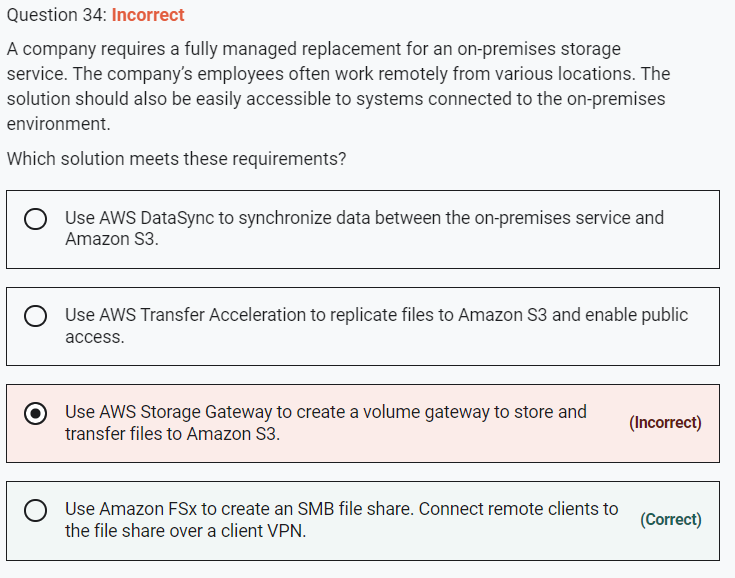 Question 34: Incorrect
A company requires a fully managed replacement for an on-premises storage
service. The company’s employees often work remotely from various locations. The
solution should also be easily accessible to systems connected to the on-premises
environment.
Which solution meets these requirements?
Use AWS DataSync to synchronize data between the on-premises service and
Amazon S3.
Use AWS Transfer Acceleration to replicate files to Amazon S3 and enable public
access.
Use AWS Storage Gateway to create a volume gateway to store and
transfer files to Amazon S3.
(Incorrect)
Use Amazon FSx to create an SMB file share. Connect remote clients to
the file share over a client VPN.
(Correct)